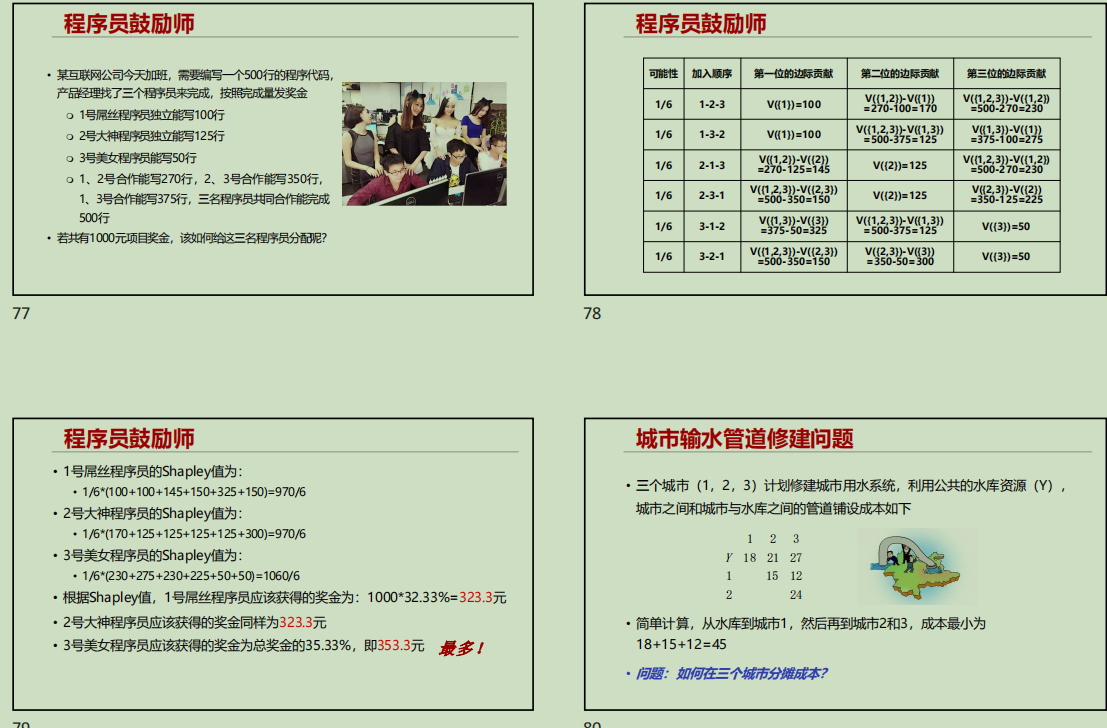 程序员鼓励师
• 某互联网公司今天加班，需要编写一个500行的程序代码，
产品经理找了三个程序员来完成，按照完成量发奖金
○ 1号屌丝程序员独立能写100行
○ 2号大神程序员独立能写125行
○ 3号美女程序员能写50行
○ 1、2号合作能写270行，2、3号合作能写350行，
1、3号合作能写375行，三名程序员共同合作能完成
500行
• 若共有1000元项目奖金，该如何给这三名程序员分配呢?
77
程序员鼓励师
可能性 加入顺序 第一位的边际贡献 第二位的边际贡献 第三位的边际贡献
1/6 1-2-3 V({1})=100 V({1,2})-V({1}) =270-100=170 V({1,2,3})-V({1,2}) =500-270=230
1/6 1-3-2 V({1})=100 V({1,2,3})-V({1,3}) =500-375=125 V({1,3})-V({1}) =375-100=275
1/6 2-1-3 V({1,2})-V({2}) =270-125=145 V({2})=125 V({1,2,3})-V({1,2}) =500-270=230
1/6 2-3-1 V({1,2,3})-V({2,3}) =500-350=150 V({2})=125 V({2,3})-V({2}) =350-125=225
1/6 3-1-2 V({1,3})-V({3}) =375-50=325 V({1,2,3})-V({1,3}) =500-375=125 V({3})=50
1/6 3-2-1 V({1,2,3})-V({2,3}) =500-350=150 V({2,3})-V({3}) =350-50=300 V({3})=50
78
程序员鼓励师
• 1号屌丝程序员的Shapley值为：
• 1/6*(100+100+145+150+325+150)=970/6
• 2号大神程序员的Shapley值为：
• 1/6*(170+125+125+125+125+300)=970/6
• 3号美女程序员的Shapley值为：
• 1/6*(230+275+230+225+50+50)=1060/6
• 根据Shapley值，1号屌丝程序员应该获得的奖金为：1000*32.33%=323.3元
• 2号大神程序员应该获得的奖金同样为323.3元
• 3号美女程序员应该获得的奖金为总奖金的35.33%，即353.3元 最多！
79
城市输水管道修建问题
• 三个城市（1，2，3）计划修建城市用水系统，利用公共的水库资源（Y），
城市之间和城市与水库之间的管道铺设成本如下
1 2 3
Y 18 21 27
1 15 12
2 24
• 简单计算，从水库到城市1，然后再到城市2和3，成本最小为
18+15+12=45
• 问题：如何在三个城市分摊成本?
80